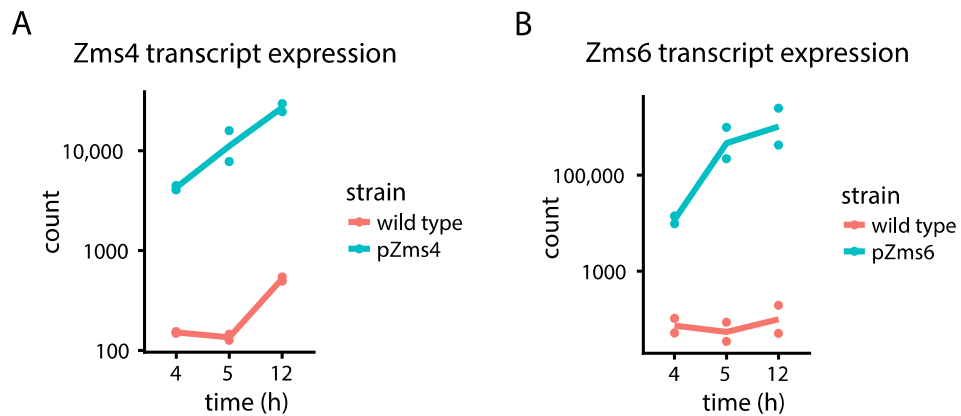 A
Zms4 transcript expression
10,000
1000
100
count
4 5 12
time (h)
strain
wild type
pZms4
B
Zms6 transcript expression
100,000
1000
count
4 5 12
time (h)
strain
wild type
pZms6